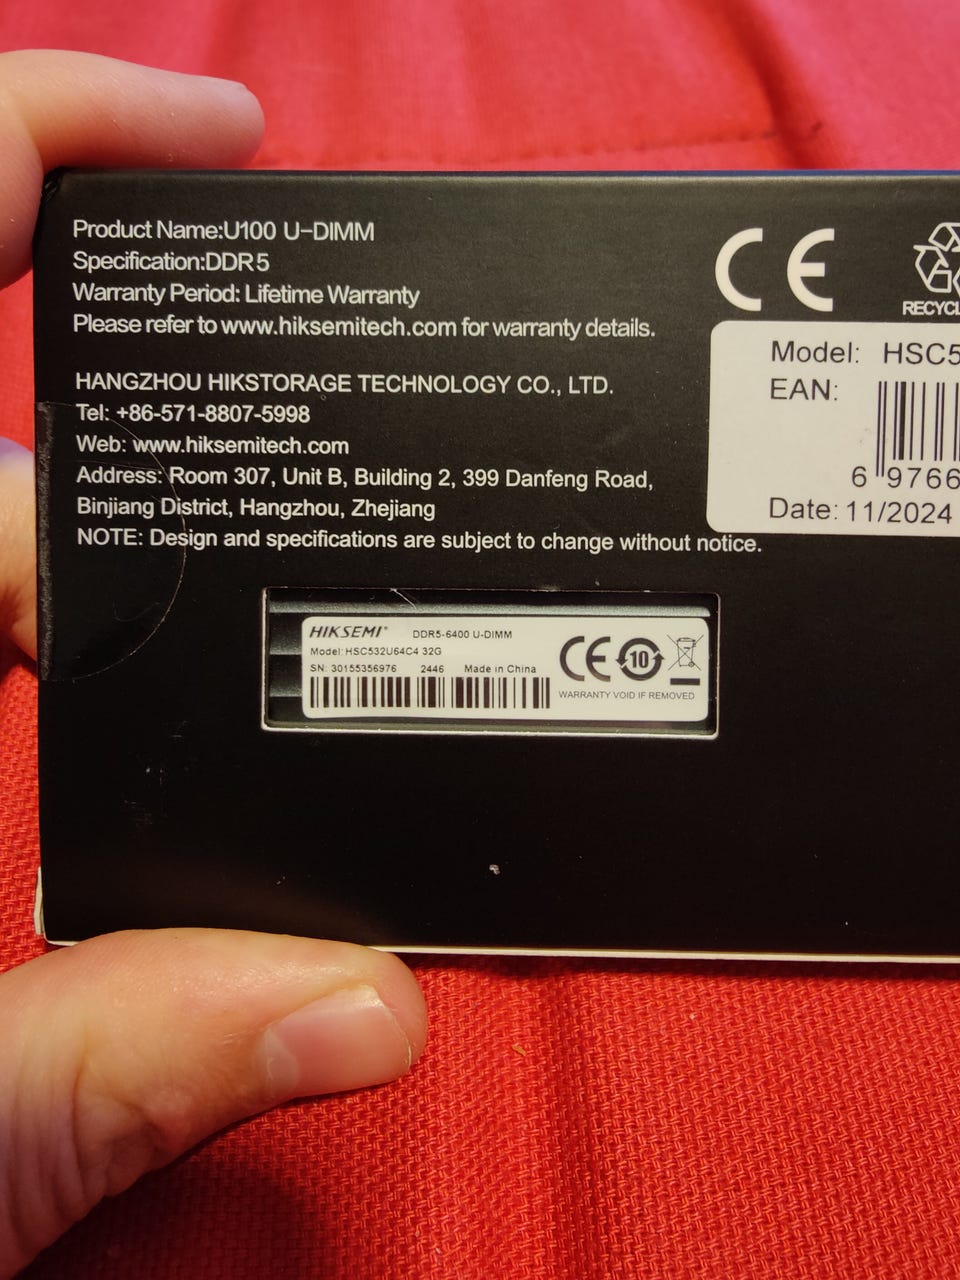 Product Name:U100 U-DIMM
Specification:DDR5
Warranty Period: Lifetime Warranty
Please refer to www.hiksemitech.com for warranty details.
HANGZHOU HIKSTORAGE TECHNOLOGY CO., LTD.
Tel: +86-571-8807-5998
Web: www.hiksemitech.com
Address: Room 307, Unit B, Building 2, 399 Danfeng Road,
Binjiang District, Hangzhou, Zhejiang
NOTE: Design and specifications are subject to change without notice.
CE
RECYCL
Model: HSC5
EAN:
6 9766
Date: 11/2024
HIKSEMI® DDR5-6400 U-DIMM
Model: HSC532U64C4 32G
SN: 30155356976 2446 Made in China
CE 10
WARRANTY VOID IF REMOVED